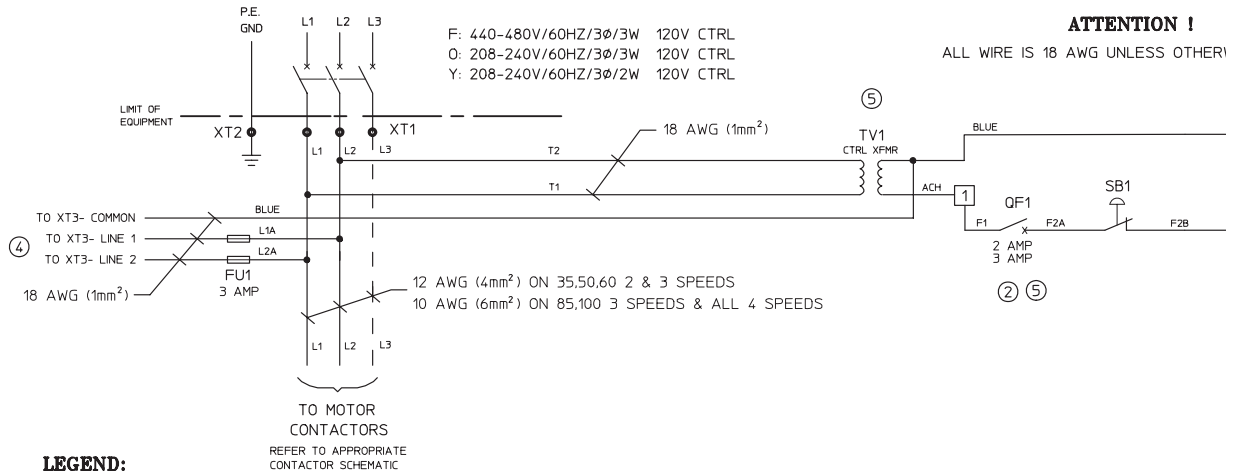 P.E.
GND
L1 L2 L3
F: 440-480V/60HZ/3Ø/3W 120V CTRL
O: 208-240V/60HZ/3Ø/3W 120V CTRL
Y: 208-240V/60HZ/3Ø/2W 120V CTRL
ATTENTION !
ALL WIRE IS 18 AWG UNLESS
LIMIT OF
EQUIPMENT
XT2
XT1
L1 L2 L3
18 AWG (1mm²)
5
TV1
CTRL XFMR
BLUE
T2
T1
ACH
1
QF1
SB1
F1
F2A
F2B
2 AMP
3 AMP
2 5
TO XT3- COMMON
BLUE
4
TO XT3- LINE 1
L1A
TO XT3- LINE 2
L2A
FU1
3 AMP
18 AWG (1mm²)
12 AWG (4mm²) ON 35,50,60 2 & 3 SPEEDS
10 AWG (6mm²) ON 85,100 3 SPEEDS & ALL 4 SPEEDS
L1 L2 L3
TO MOTOR
CONTACTORS
REFER TO APPROPRIATE
CONTACTOR SCHEMATIC
LEGEND: